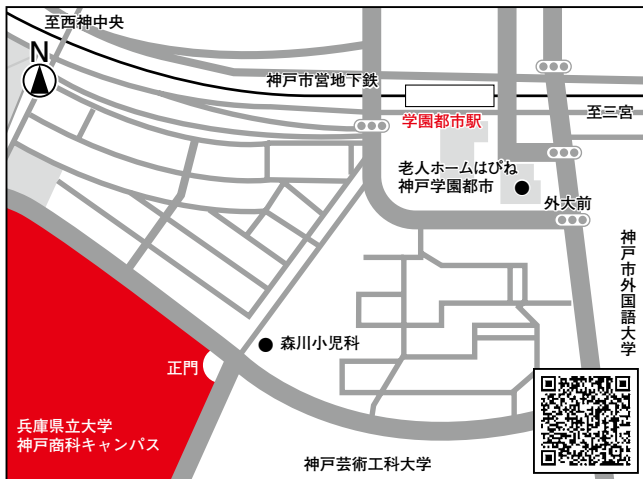 至西神中央
N
神戸市営地下鉄
学園都市駅
至三宮
老人ホームはぴね
神戸学園都市
外大前
神戸市外国語大学
森川小児科
正門
兵庫県立大学
神戸商科キャンパス
神戸芸術工科大学